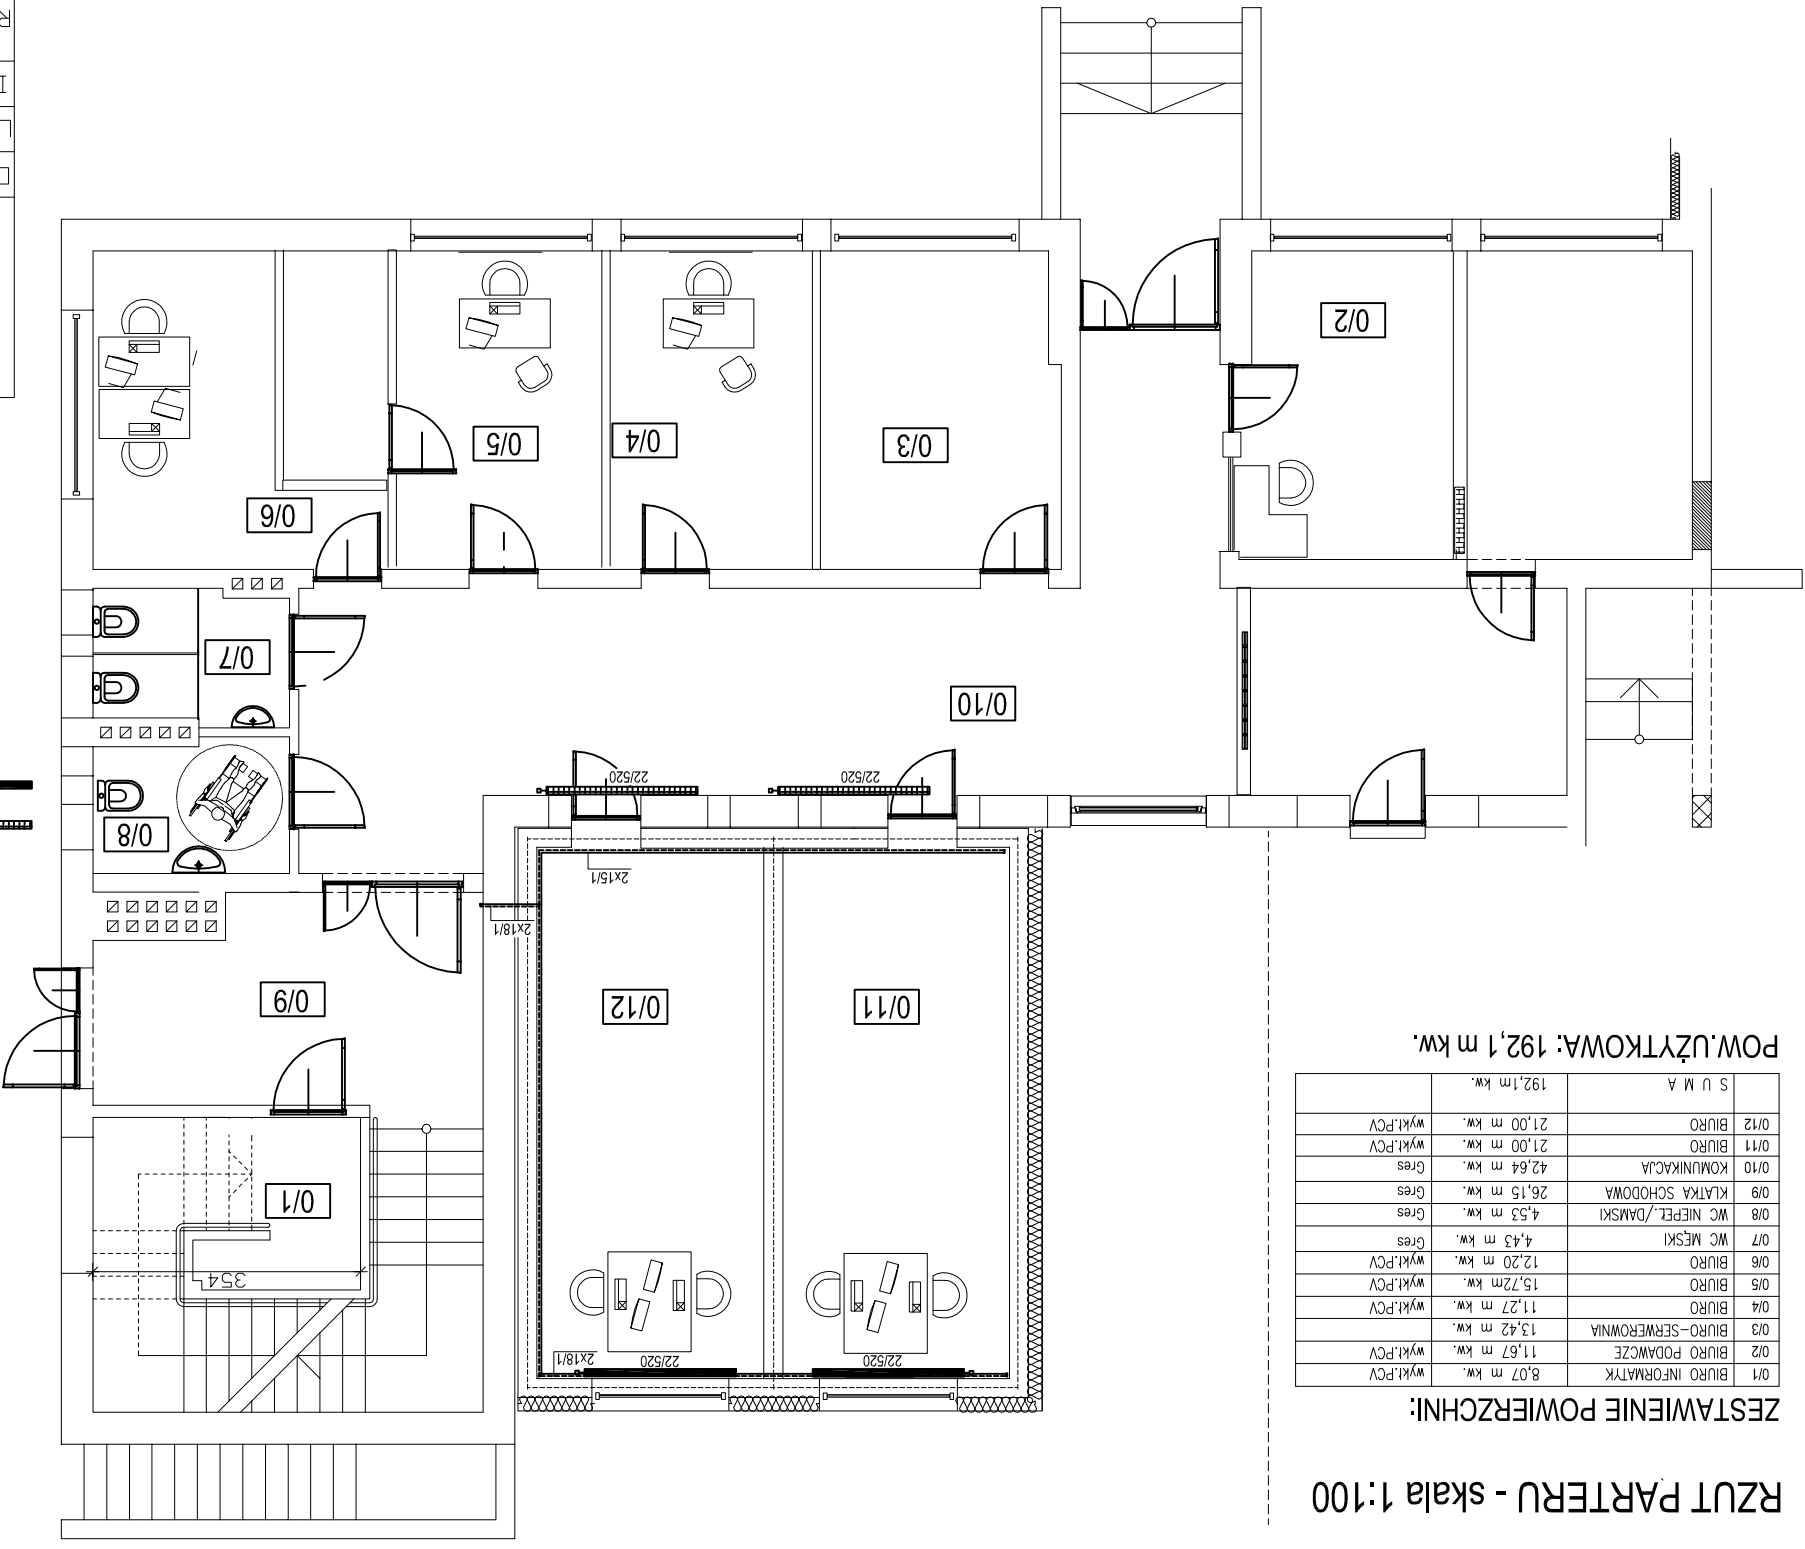 RZUT PARTERU - skala 1:100
ZESTAWIENIE POWIERZCHNI:
0/1 BIURO INFORMATYK 8,07 m kw. wykł.PCV
0/2 BIURO PODAWCZE 11,67 m kw. wykł.PCV
0/3 BIURO-SERWEROWNIA 13,42 m kw.
0/4 BIURO 11,27 m kw. wykł.PCV
0/5 BIURO 15,72m kw. wykł.PCV
0/6 BIURO 12,20 m kw. wykł.PCV
0/7 WC MĘSKI 4,43 m kw. Gres
0/8 WC NIEPEŁ./DAMSKI 4,53 m kw. Gres
0/9 KLATKA SCHODOWA 26,15 m kw. Gres
0/10 KOMUNIKACJA 42,64 m kw. Gres
0/11 BIURO 21,00 m kw. wykł.PCV
0/12 BIURO 21,00 m kw. wykł.PCV
S U M A 192,1m kw.
POW.UŻYTKOWA: 192,1 m kw.
22/520
22/520
2x18/1
354
0/1
0/11
0/12
0/9
2x18/1
2x15/1
0/8
22/520
22/520
0/10
0/7
0/6
0/3
0/4
0/5
0/2